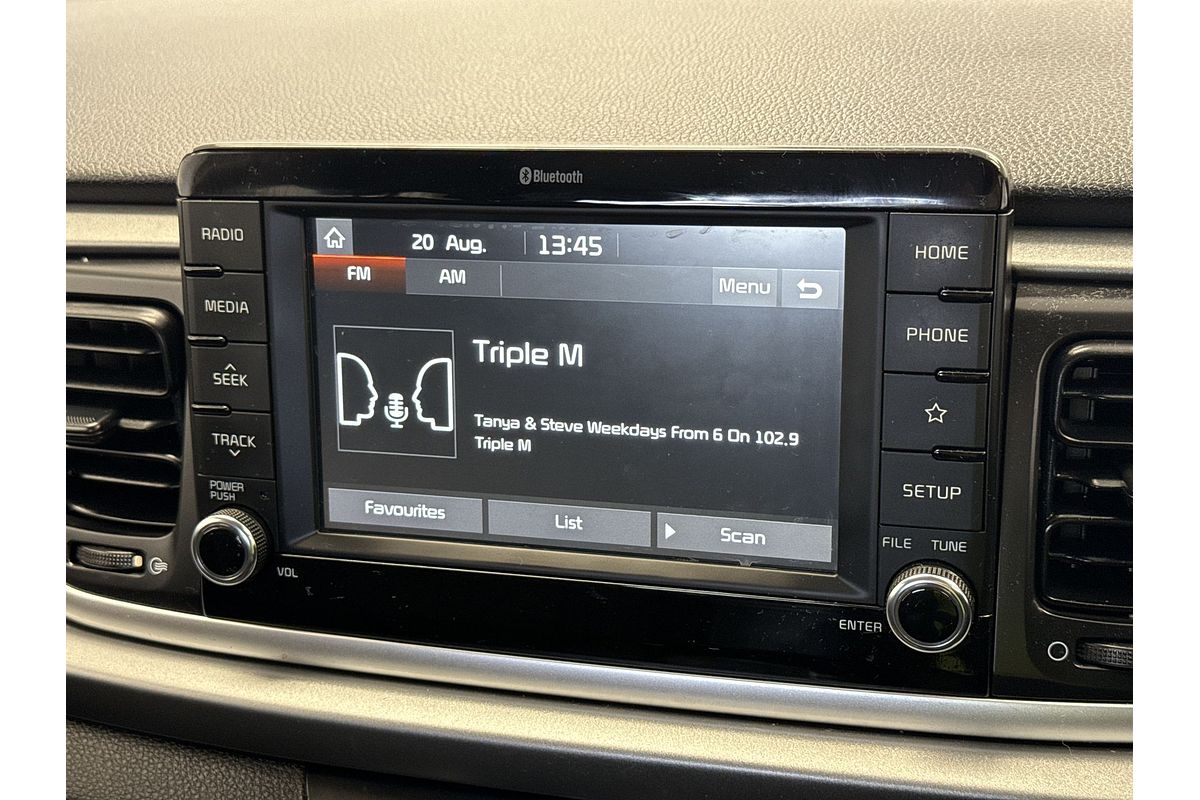 Bluetooth
RADIO
MEDIA
SEEK
TRACK
POWER
PUSH
VOL
20 Aug.
13:45
FM
AM
Menu
Triple M
Tanya & Steve Weekdays From 6 On 102.9
Triple M
Favourites
List
Scan
HOME
PHONE
SETUP
FILE
TUNE
ENTER